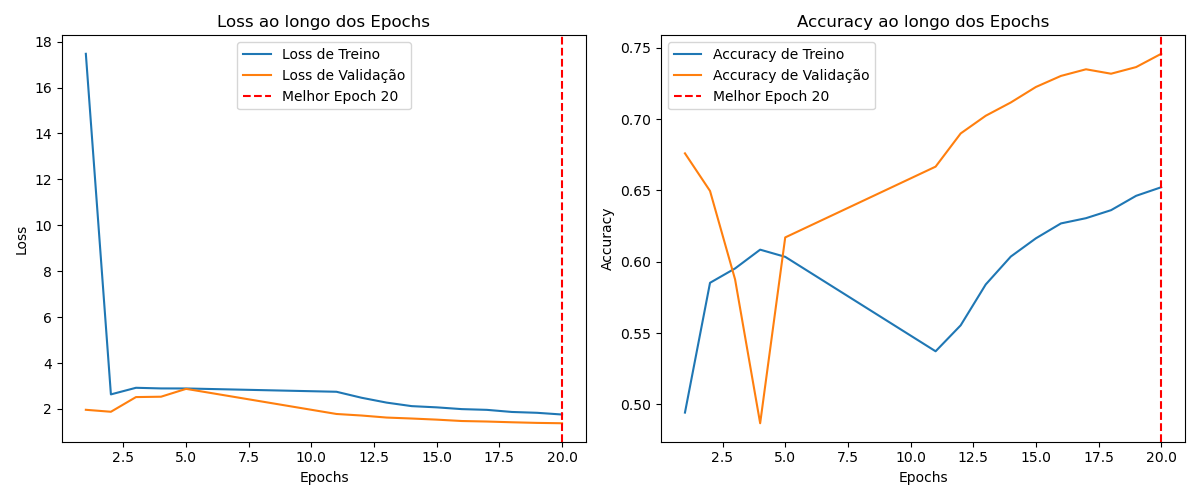 Loss ao longo dos Epochs
18
16
14
12
10
8
6
4
2
Loss
Loss de Treino
Loss de Validação
Melhor Epoch 20
2.5 5.0 7.5 10.0 12.5 15.0 17.5 20.0
Epochs
Accuracy ao longo dos Epochs
0.75
0.70
0.65
0.60
0.55
0.50
Accuracy
Accuracy de Treino
Accuracy de Validação
Melhor Epoch 20
2.5 5.0 7.5 10.0 12.5 15.0 17.5 20.0
Epochs